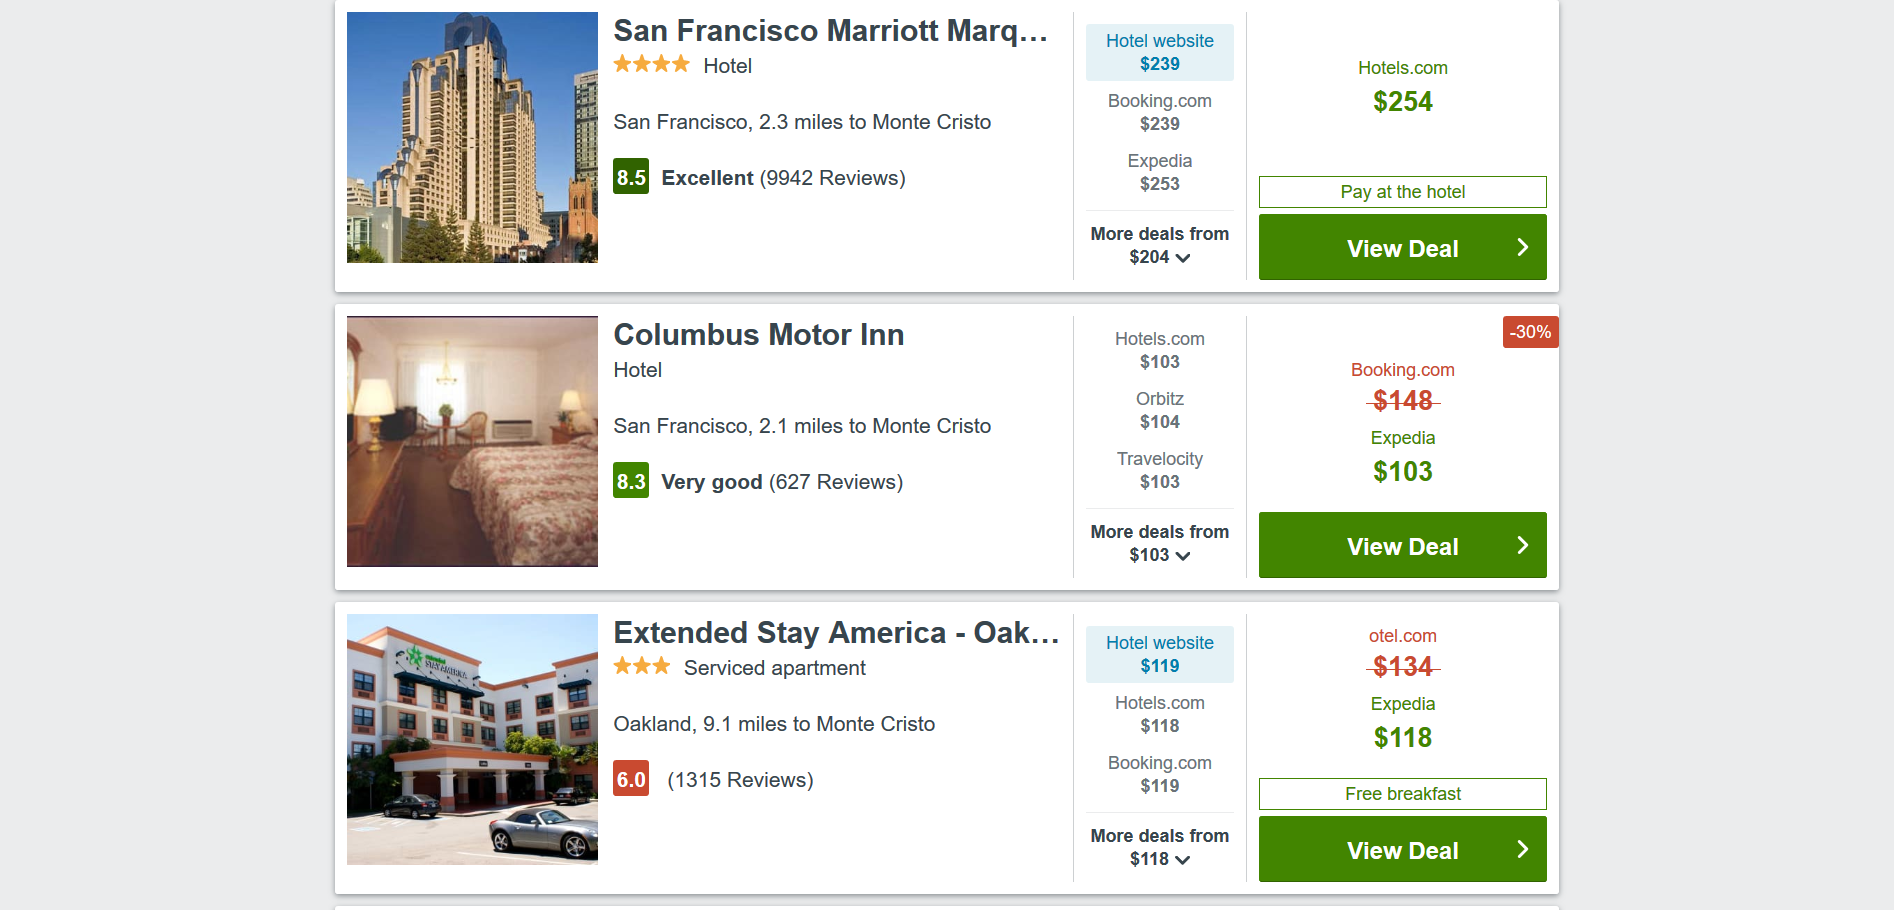 San Francisco Marriott Marq...
Hotel
San Francisco, 2.3 miles to Monte Cristo
8.5 Excellent (9942 Reviews)
Hotel website
$239
Booking.com
$239
Expedia
$253
More deals from
$204
Hotels.com
$254
Pay at the hotel
View Deal
Columbus Motor Inn
Hotel
San Francisco, 2.1 miles to Monte Cristo
8.3 Very good (627 Reviews)
Hotels.com
$103
Orbitz
$104
Travelocity
$103
More deals from
$103
-30%
Booking.com
$148
Expedia
$103
View Deal
Extended Stay America - Oak...
Serviced apartment
Oakland, 9.1 miles to Monte Cristo
6.0 (1315 Reviews)
extended
STAY AMERICA
Hotel website
$119
Hotels.com
$118
Booking.com
$119
More deals from
$118
otel.com
$134
Expedia
$118
Free breakfast
View Deal